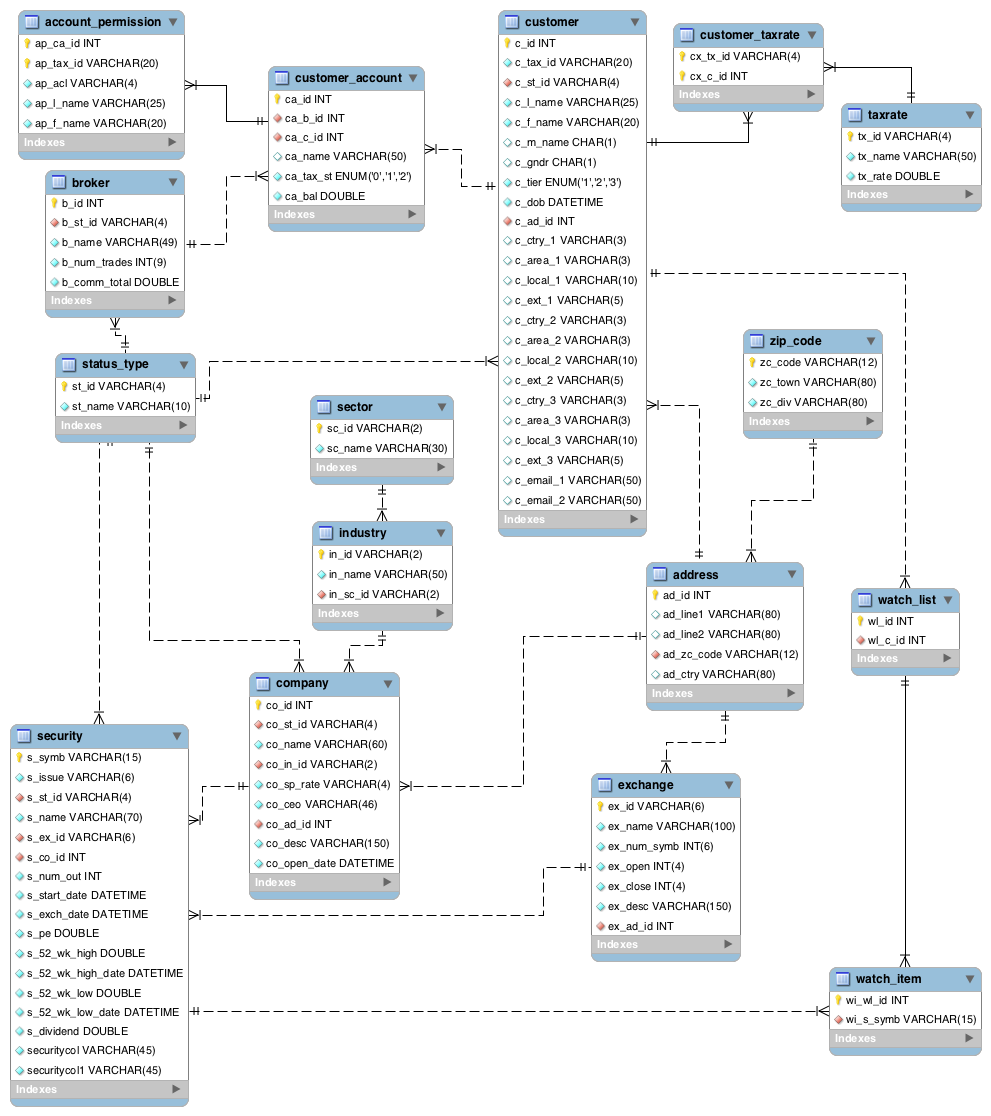 account_permission
ap_ca_id INT
ap_tax_id VARCHAR(20)
ap_acl VARCHAR(4)
ap_l_name VARCHAR(25)
ap_f_name VARCHAR(20)
Indexes
customer_account
ca_id INT
ca_b_id INT
ca_c_id INT
ca_name VARCHAR(50)
ca_tax_st ENUM('0','1','2')
ca_bal DOUBLE
Indexes
customer
c_id INT
c_tax_id VARCHAR(20)
c_st_id VARCHAR(4)
c_l_name VARCHAR(25)
c_f_name VARCHAR(20)
c_m_name CHAR(1)
c_gndr CHAR(1)
c_tier ENUM('1','2','3')
c_dob DATETIME
c_ad_id INT
c_ctry_1 VARCHAR(3)
c_area_1 VARCHAR(3)
c_local_1 VARCHAR(10)
c_ext_1 VARCHAR(5)
c_ctry_2 VARCHAR(3)
c_area_2 VARCHAR(3)
c_local_2 VARCHAR(10)
c_ext_2 VARCHAR(5)
c_ctry_3 VARCHAR(3)
c_area_3 VARCHAR(3)
c_local_3 VARCHAR(10)
c_ext_3 VARCHAR(5)
c_email_1 VARCHAR(50)
c_email_2 VARCHAR(50)
Indexes
customer_taxrate
cx_tx_id VARCHAR(4)
cx_c_id INT
Indexes
taxrate
tx_id VARCHAR(4)
tx_name VARCHAR(50)
tx_rate DOUBLE
Indexes
broker
b_id INT
b_st_id VARCHAR(4)
b_name VARCHAR(49)
b_num_trades INT(9)
b_comm_total DOUBLE
Indexes
status_type
st_id VARCHAR(4)
st_name VARCHAR(10)
Indexes
sector
sc_id VARCHAR(2)
sc_name VARCHAR(30)
Indexes
zip_code
zc_code VARCHAR(12)
zc_town VARCHAR(80)
zc_div VARCHAR(80)
Indexes
industry
in_id VARCHAR(2)
in_name VARCHAR(50)
in_sc_id VARCHAR(2)
Indexes
address
ad_id INT
ad_line1 VARCHAR(80)
ad_line2 VARCHAR(80)
ad_zc_code VARCHAR(12)
ad_ctry VARCHAR(80)
Indexes
watch_list
wl_id INT
wl_c_id INT
Indexes
company
co_id INT
co_st_id VARCHAR(4)
co_name VARCHAR(60)
co_in_id VARCHAR(2)
co_sp_rate VARCHAR(4)
co_ceo VARCHAR(46)
co_ad_id INT
co_desc VARCHAR(150)
co_open_date DATETIME
Indexes
security
s_symb VARCHAR(15)
s_issue VARCHAR(6)
s_st_id VARCHAR(4)
s_name VARCHAR(70)
s_ex_id VARCHAR(6)
s_co_id INT
s_num_out INT
s_start_date DATETIME
s_exch_date DATETIME
s_pe DOUBLE
s_52_wk_high DOUBLE
s_52_wk_high_date DATETIME
s_52_wk_low DOUBLE
s_52_wk_low_date DATETIME
s_dividend DOUBLE
securitycol VARCHAR(45)
securitycol1 VARCHAR(45)
Indexes
exchange
ex_id VARCHAR(6)
ex_name VARCHAR(100)
ex_num_symb INT(6)
ex_open INT(4)
ex_close INT(4)
ex_desc VARCHAR(150)
ex_ad_id INT
Indexes
watch_item
wi_wl_id INT
wi_s_symb VARCHAR(15)
Indexes